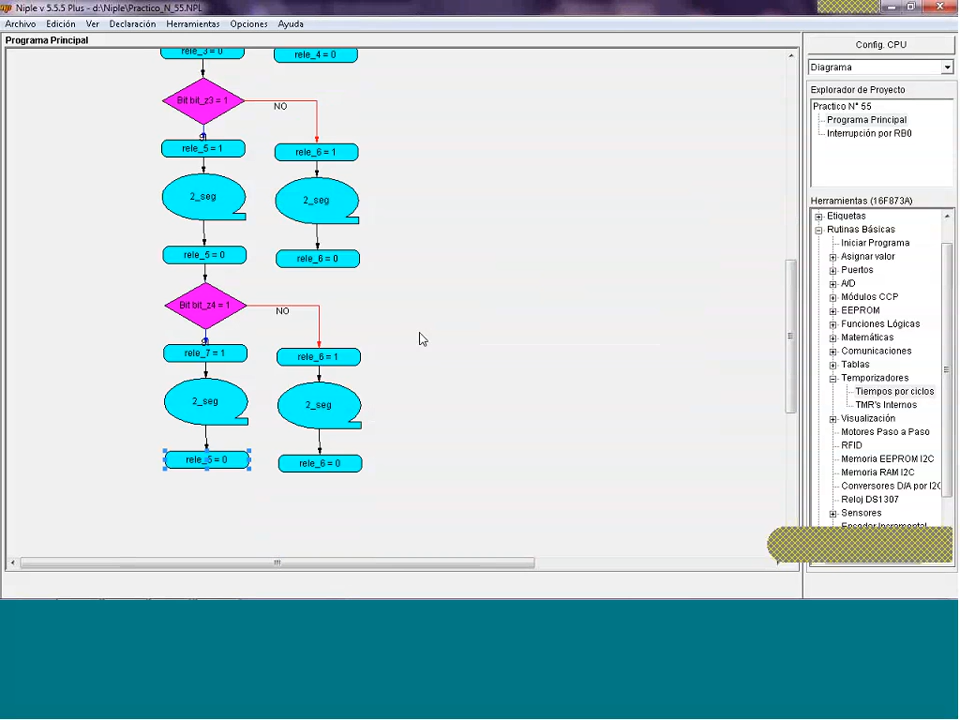 Niple v 5.5.5 Plus - d:\Niple\Practico_N_55.NPL
Archivo Edición Ver Declaración Herramientas Opciones Ayuda
Programa Principal
rele_3 = 0
rele_4 = 0
Bit bit_z3 = 1
NO
rele_5 = 1
rele_6 = 1
2_seg
2_seg
rele_5 = 0
rele_6 = 0
Bit bit_z4 = 1
NO
rele_7 = 1
rele_6 = 1
2_seg
2_seg
rele_5 = 0
rele_6 = 0
Config. CPU
Diagrama
Explorador de Proyecto
Practico N° 55
Programa Principal
Interrupción por RB0
Herramientas (16F873A)
Etiquetas
Rutinas Básicas
Iniciar Programa
Asignar valor
Puertos
A/D
Módulos CCP
EEPROM
Funciones Lógicas
Matemáticas
Comunicaciones
Tablas
Temporizadores
Tiempos por ciclos
TMR's Internos
Visualización
Motores Paso a Paso
RFID
Memoria EEPROM I2C
Memoria RAM I2C
Conversores D/A por I2C
Reloj DS1307
Sensores
Encoder Incremental